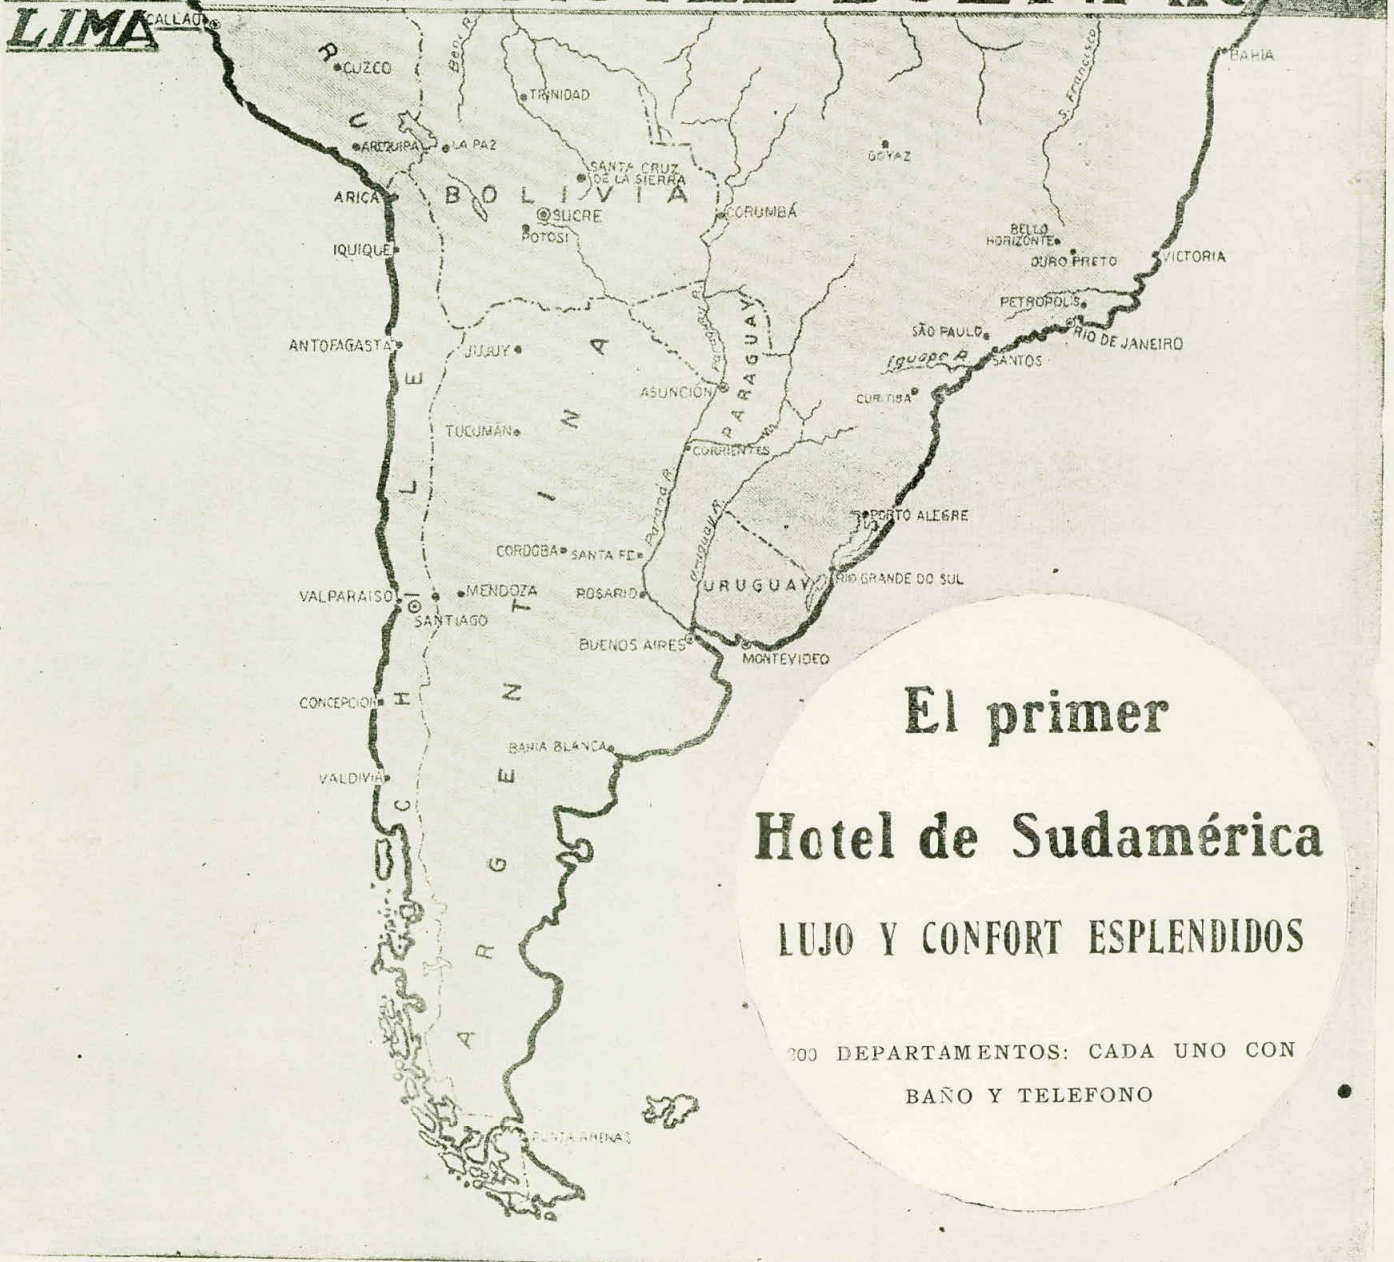 LIMA
CALLAO
BAHIA
CUZCO
Beni R.
S. Francisco
TRINIDAD
AREQUIPA
LA PAZ
GOYAZ
SANTA CRUZ
DE LA SIERRA
ARICA
BOLIVIA
SUCRE
CORUMBÁ
POTOSI
BELLO
HORIZONTE
IQUIQUE
OURO PRETO
VICTORIA
PETROPOLIS
Paraguay R.
PARAGUAY
SÃO PAULO
RIO DE JANEIRO
ANTOFAGASTA
JUJUY
Iguape R.
SANTOS
ASUNCIÓN
CURITIBA
TUCUMÁN
CORRIENTES
Paraná R.
Uruguay R.
PORTO ALEGRE
CORDOBA
SANTA FE
URUGUAY
RIO GRANDE DO SUL
VALPARAISO
MENDOZA
ROSARIO
SANTIAGO
BUENOS AIRES
MONTEVIDEO
CONCEPCION
CHILE
ARGENTINA
BAHIA BLANCA
VALDIVIA
PUNTA ARENAS
El primer
Hotel de Sudamérica
LUJO Y CONFORT ESPLENDIDOS
DEPARTAMENTOS: CADA UNO CON
BAÑO Y TELEFONO